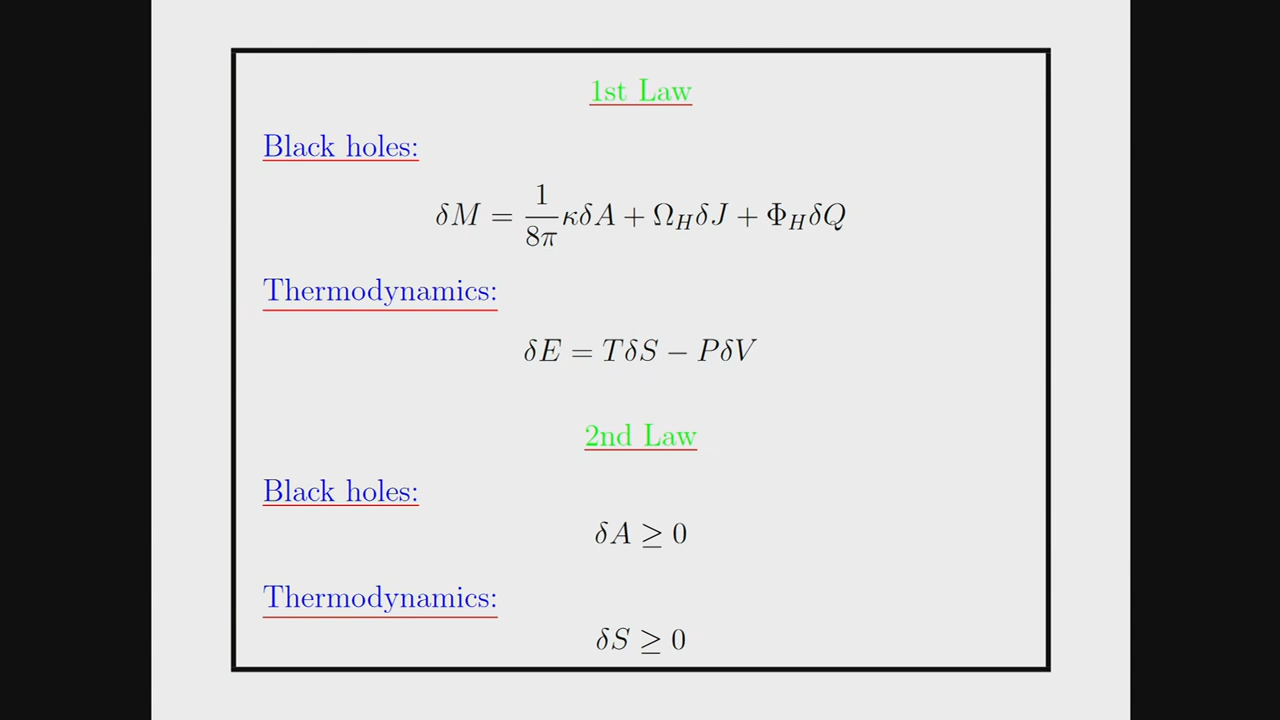 1st Law
Black holes:
δM = \frac{1}{8π} κδA + Ω_H δJ + Φ_H δQ
Thermodynamics:
δE = TδS − PδV
2nd Law
Black holes:
δA ≥ 0
Thermodynamics:
δS ≥ 0